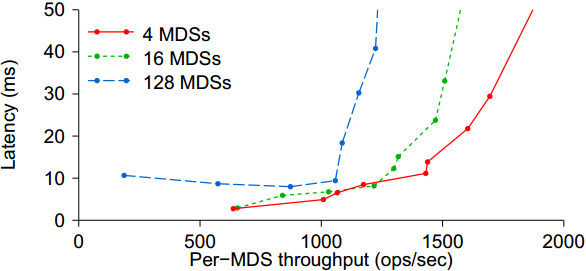 50
40
30
20
10
0
Latency (ms)
4 MDSs
16 MDSs
128 MDSs
0 500 1000 1500 2000
Per−MDS throughput (ops/sec)